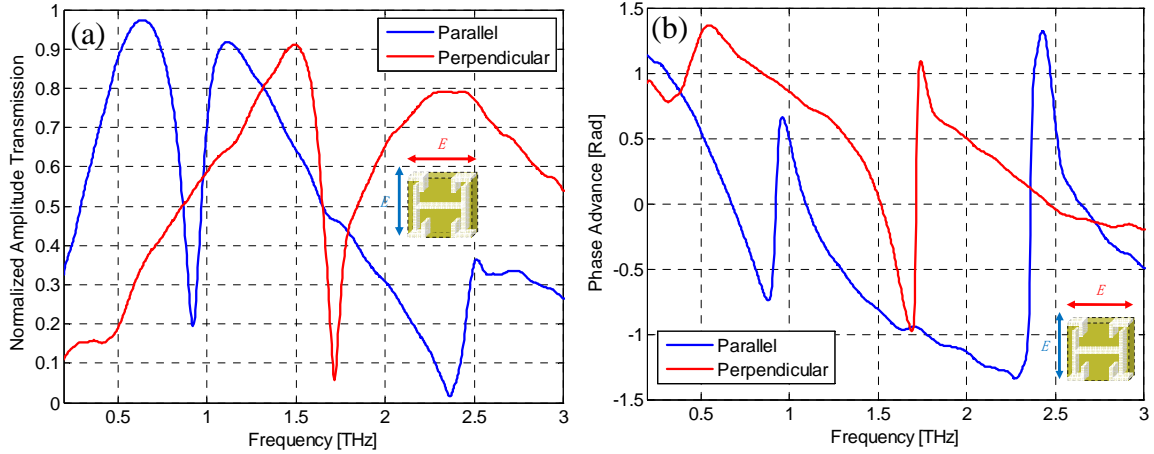 (a)
Parallel
Perpendicular
E
E
Normalized Amplitude Transmission
1
0.9
0.8
0.7
0.6
0.5
0.4
0.3
0.2
0.1
0
0.5
1
1.5
2
2.5
3
Frequency [THz]
(b)
Parallel
Perpendicular
E
E
Phase Advance [Rad]
1.5
1
0.5
0
-0.5
-1
-1.5
0.5
1
1.5
2
2.5
3
Frequency [THz]